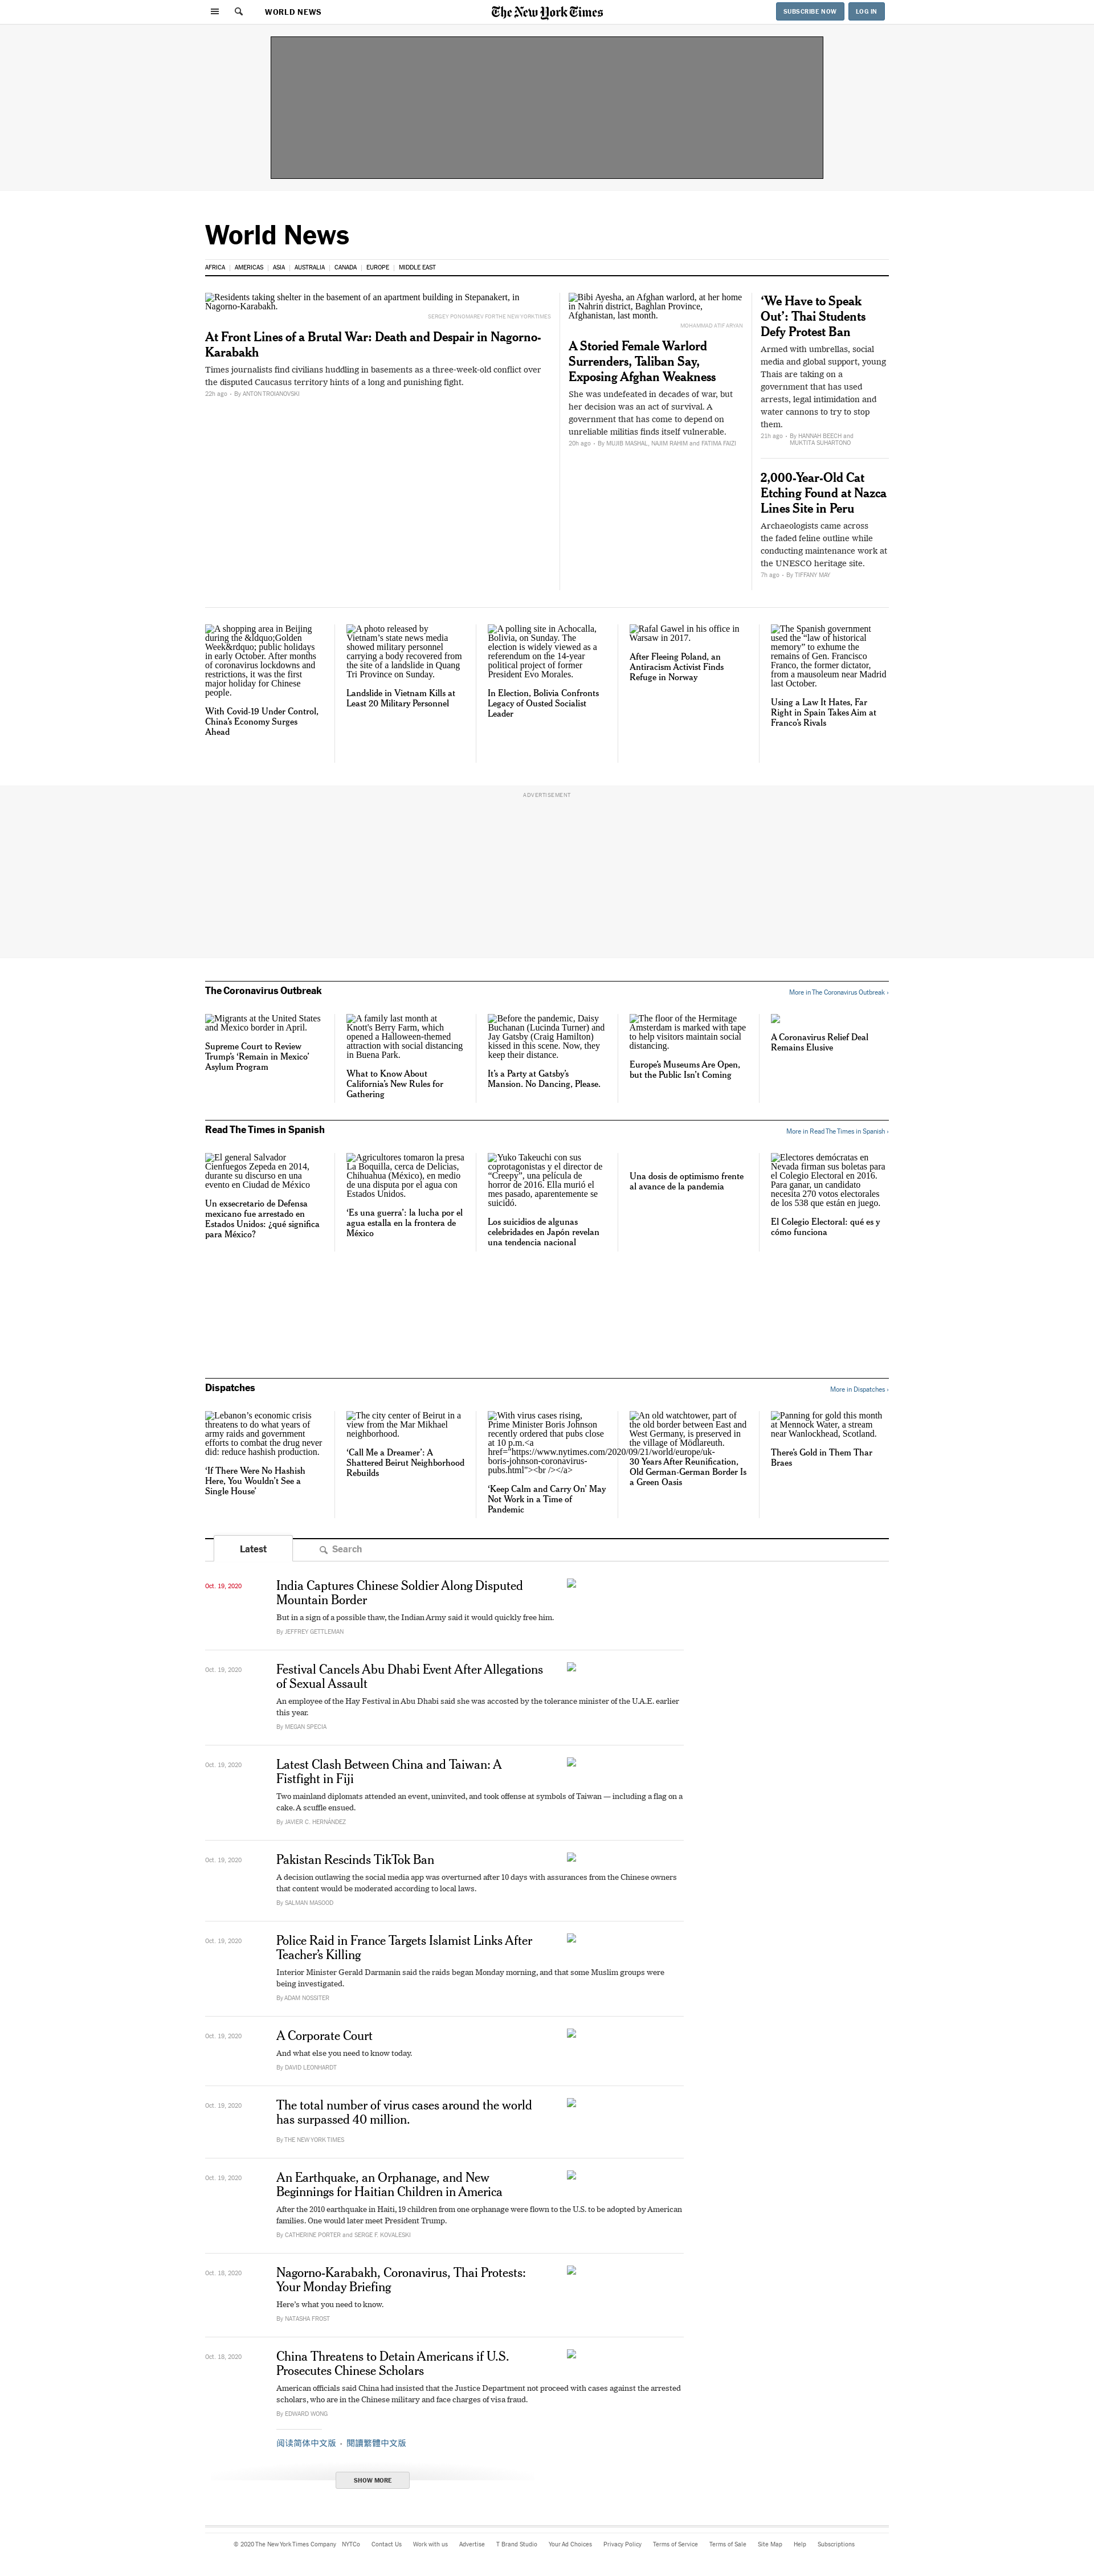 WORLD NEWS
The New York Times
SUBSCRIBE NOW
LOG IN
World News
AFRICA
AMERICAS
ASIA
AUSTRALIA
CANADA
EUROPE
MIDDLE EAST
Residents taking shelter in the basement of an apartment building in Stepanakert, in
Nagorno-Karabakh.
SERGEY PONOMAREV FOR THE NEW YORK TIMES
At Front Lines of a Brutal War: Death and Despair in Nagorno-
Karabakh
Times journalists find civilians huddling in basements as a three-week-old conflict over
the disputed Caucasus territory hints of a long and punishing fight.
22h ago • By ANTON TROIANOVSKI
Bibi Ayesha, an Afghan warlord, at her home
in Nahrin district, Baghlan Province,
Afghanistan, last month.
MOHAMMAD ATIF ARYAN
A Storied Female Warlord
Surrenders, Taliban Say,
Exposing Afghan Weakness
She was undefeated in decades of war, but
her decision was an act of survival. A
government that has come to depend on
unreliable militias finds itself vulnerable.
20h ago • By MUJIB MASHAL, NAJIM RAHIM and FATIMA FAIZI
‘We Have to Speak
Out’: Thai Students
Defy Protest Ban
Armed with umbrellas, social
media and global support, young
Thais are taking on a
government that has used
arrests, legal intimidation and
water cannons to try to stop
them.
21h ago • By HANNAH BEECH and
MUKTITA SUHARTONO
2,000-Year-Old Cat
Etching Found at Nazca
Lines Site in Peru
Archaeologists came across
the faded feline outline while
conducting maintenance work at
the UNESCO heritage site.
7h ago • By TIFFANY MAY
A shopping area in Beijing
during the &ldquo;Golden
Week&rdquo; public holidays
in early October. After months
of coronavirus lockdowns and
restrictions, it was the first
major holiday for Chinese
people.
With Covid-19 Under Control,
China’s Economy Surges
Ahead
A photo released by
Vietnam’s state news media
showed military personnel
carrying a body recovered from
the site of a landslide in Quang
Tri Province on Sunday.
Landslide in Vietnam Kills at
Least 20 Military Personnel
A polling site in Achocalla,
Bolivia, on Sunday. The
election is widely viewed as a
referendum on the 14-year
political project of former
President Evo Morales.
In Election, Bolivia Confronts
Legacy of Ousted Socialist
Leader
Rafal Gawel in his office in
Warsaw in 2017.
After Fleeing Poland, an
Antiracism Activist Finds
Refuge in Norway
The Spanish government
used the “law of historical
memory” to exhume the
remains of Gen. Francisco
Franco, the former dictator,
from a mausoleum near Madrid
last October.
Using a Law It Hates, Far
Right in Spain Takes Aim at
Franco’s Rivals
ADVERTISEMENT
The Coronavirus Outbreak
More in The Coronavirus Outbreak ›
Migrants at the United States
and Mexico border in April.
Supreme Court to Review
Trump’s ‘Remain in Mexico’
Asylum Program
A family last month at
Knott's Berry Farm, which
opened a Halloween-themed
attraction with social distancing
in Buena Park.
What to Know About
California’s New Rules for
Gathering
Before the pandemic, Daisy
Buchanan (Lucinda Turner) and
Jay Gatsby (Craig Hamilton)
kissed in this scene. Now, they
keep their distance.
It’s a Party at Gatsby’s
Mansion. No Dancing, Please.
The floor of the Hermitage
Amsterdam is marked with tape
to help visitors maintain social
distancing.
Europe’s Museums Are Open,
but the Public Isn’t Coming
A Coronavirus Relief Deal
Remains Elusive
Read The Times in Spanish
More in Read The Times in Spanish ›
El general Salvador
Cienfuegos Zepeda en 2014,
durante su discurso en una
evento en Ciudad de México
Un exsecretario de Defensa
mexicano fue arrestado en
Estados Unidos: ¿qué significa
para México?
Agricultores tomaron la presa
La Boquilla, cerca de Delicias,
Chihuahua (México), en medio
de una disputa por el agua con
Estados Unidos.
‘Es una guerra’: la lucha por el
agua estalla en la frontera de
México
Yuko Takeuchi con sus
coprotagonistas y el director de
“Creepy”, una película de
horror de 2016. Ella murió el
mes pasado, aparentemente se
suicidó.
Los suicidios de algunas
celebridades en Japón revelan
una tendencia nacional
Una dosis de optimismo frente
al avance de la pandemia
Electores demócratas en
Nevada firman sus boletas para
el Colegio Electoral en 2016.
Para ganar, un candidato
necesita 270 votos electorales
de los 538 que están en juego.
El Colegio Electoral: qué es y
cómo funciona
Dispatches
More in Dispatches ›
Lebanon’s economic crisis
threatens to do what years of
army raids and government
efforts to combat the drug never
did: reduce hashish production.
‘If There Were No Hashish
Here, You Wouldn’t See a
Single House’
The city center of Beirut in a
view from the Mar Mikhael
neighborhood.
‘Call Me a Dreamer’: A
Shattered Beirut Neighborhood
Rebuilds
With virus cases rising,
Prime Minister Boris Johnson
recently ordered that pubs close
at 10 p.m.<a
href="https://www.nytimes.com/2020/09/21/world/europe/uk-
boris-johnson-coronavirus-
pubs.html"><br /></a>
‘Keep Calm and Carry On’ May
Not Work in a Time of
Pandemic
An old watchtower, part of
the old border between East and
West Germany, is preserved in
the village of Mödlareuth.
30 Years After Reunification,
Old German-German Border Is
a Green Oasis
Panning for gold this month
at Mennock Water, a stream
near Wanlockhead, Scotland.
There’s Gold in Them Thar
Braes
Latest
Search
Oct. 19, 2020
India Captures Chinese Soldier Along Disputed
Mountain Border
But in a sign of a possible thaw, the Indian Army said it would quickly free him.
By JEFFREY GETTLEMAN
Oct. 19, 2020
Festival Cancels Abu Dhabi Event After Allegations
of Sexual Assault
An employee of the Hay Festival in Abu Dhabi said she was accosted by the tolerance minister of the U.A.E. earlier
this year.
By MEGAN SPECIA
Oct. 19, 2020
Latest Clash Between China and Taiwan: A
Fistfight in Fiji
Two mainland diplomats attended an event, uninvited, and took offense at symbols of Taiwan — including a flag on a
cake. A scuffle ensued.
By JAVIER C. HERNÁNDEZ
Oct. 19, 2020
Pakistan Rescinds TikTok Ban
A decision outlawing the social media app was overturned after 10 days with assurances from the Chinese owners
that content would be moderated according to local laws.
By SALMAN MASOOD
Oct. 19, 2020
Police Raid in France Targets Islamist Links After
Teacher’s Killing
Interior Minister Gerald Darmanin said the raids began Monday morning, and that some Muslim groups were
being investigated.
By ADAM NOSSITER
Oct. 19, 2020
A Corporate Court
And what else you need to know today.
By DAVID LEONHARDT
Oct. 19, 2020
The total number of virus cases around the world
has surpassed 40 million.
By THE NEW YORK TIMES
Oct. 19, 2020
An Earthquake, an Orphanage, and New
Beginnings for Haitian Children in America
After the 2010 earthquake in Haiti, 19 children from one orphanage were flown to the U.S. to be adopted by American
families. One would later meet President Trump.
By CATHERINE PORTER and SERGE F. KOVALESKI
Oct. 18, 2020
Nagorno-Karabakh, Coronavirus, Thai Protests:
Your Monday Briefing
Here’s what you need to know.
By NATASHA FROST
Oct. 18, 2020
China Threatens to Detain Americans if U.S.
Prosecutes Chinese Scholars
American officials said China had insisted that the Justice Department not proceed with cases against the arrested
scholars, who are in the Chinese military and face charges of visa fraud.
By EDWARD WONG
阅读简体中文版 • 閱讀繁體中文版
SHOW MORE
© 2020 The New York Times Company NYTCo Contact Us Work with us Advertise T Brand Studio Your Ad Choices Privacy Policy Terms of Service Terms of Sale Site Map Help Subscriptions